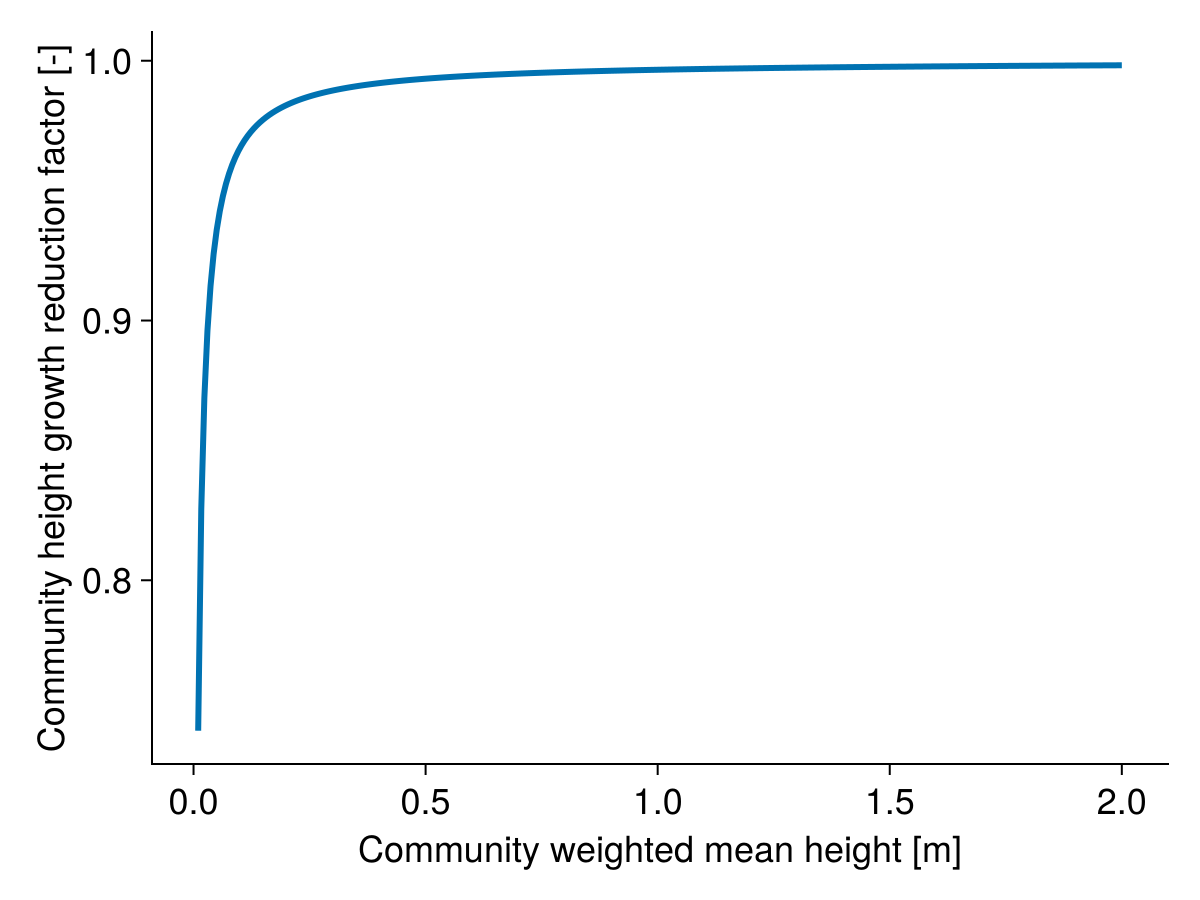 Community height growth reduction factor [-]
1.0
0.9
0.8
0.0 0.5 1.0 1.5 2.0
Community weighted mean height [m]